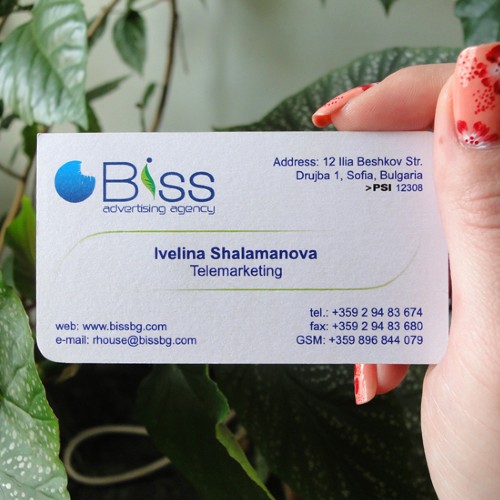 Biss
advertising agency
Address: 12 Ilia Beshkov Str.
Drujba 1, Sofia, Bulgaria
>PSI 12308
Ivelina Shalamanova
Telemarketing
web: www.bissbg.com
e-mail: rhouse@bissbg.com
tel.: +359 2 94 83 674
fax: +359 2 94 83 680
GSM: +359 896 844 079